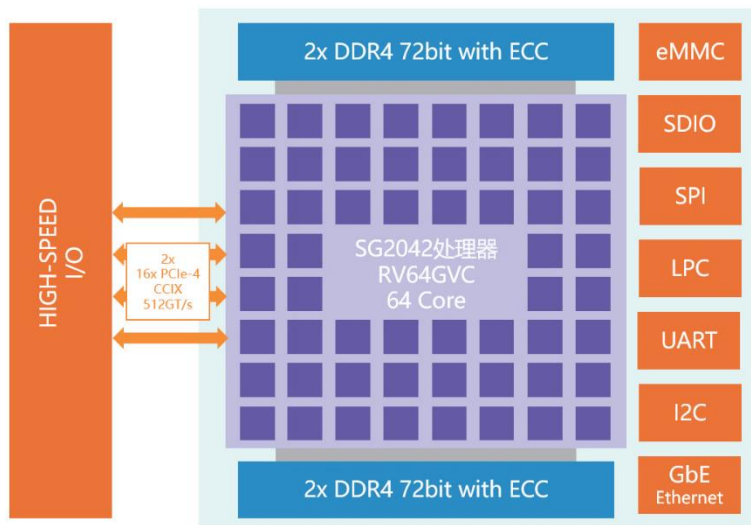 2x DDR4 72bit with ECC
HIGH-SPEED
I/O
2x
16x PCIe-4
CCIX
512GT/s
SG2042处理器
RV64GVC
64 Core
2x DDR4 72bit with ECC
eMMC
SDIO
SPI
LPC
UART
I2C
GbE
Ethernet